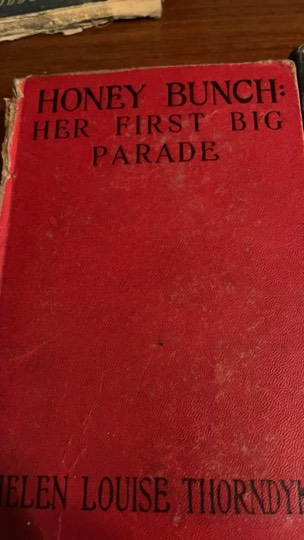 HONEY BUNCH:
HER FIRST BIG
PARADE
HELEN LOUISE THORNDYK